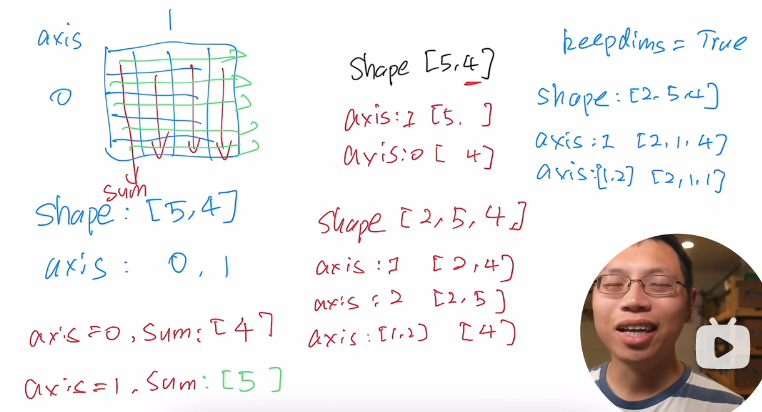 axis 1
0
sum
shape: [5,4]
axis: 0, 1
axis=0, sum: [4]
axis=1, sum: [5]
shape [5,4]
axis:1 [5, ]
axis:0 [ 4]
shape [2,5,4,]
axis:1 [2,4]
axis:2 [2,5]
axis:[1,2] [4]
keepdims=True
shape: [2,5,4]
axis:1 [2,1,4]
axis:[1,2] [2,1,1]